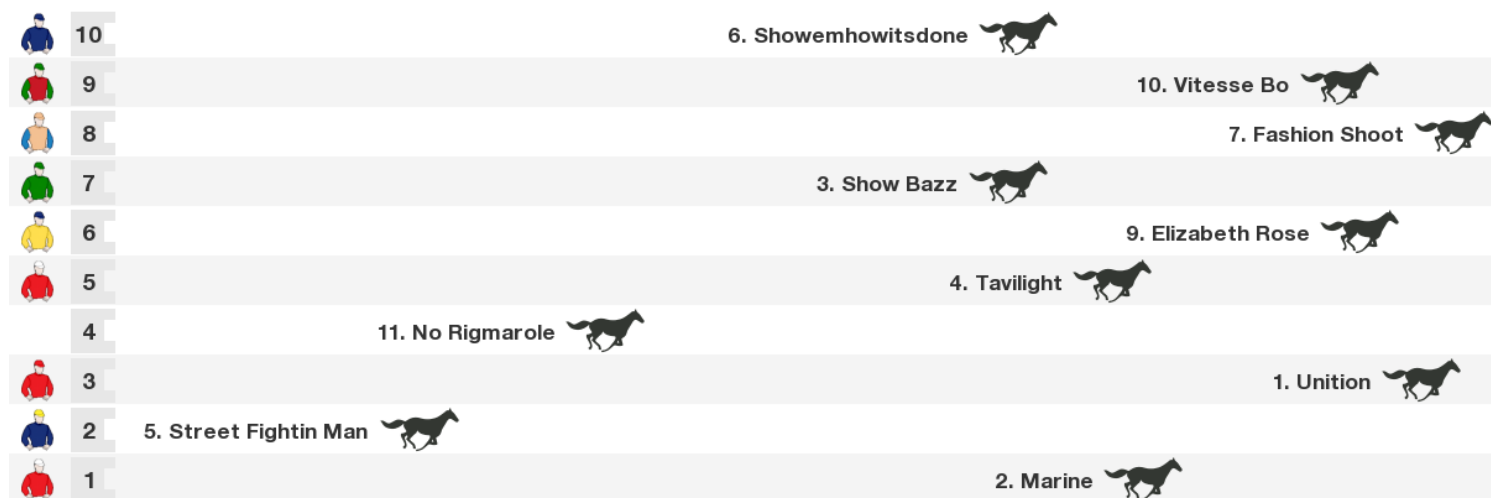 10 6. Showemhowitsdone
9 10. Vitesse Bo
8 7. Fashion Shoot
7 3. Show Bazz
6 9. Elizabeth Rose
5 4. Tavilight
4 11. No Rigmarole
3 1. Unition
2 5. Street Fightin Man
1 2. Marine